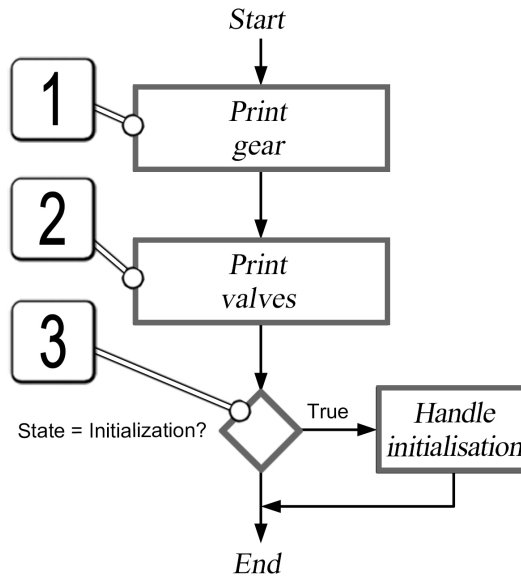 Start
1
Print
gear
2
Print
valves
3
State = Initialization?
True
Handle
initialisation
End